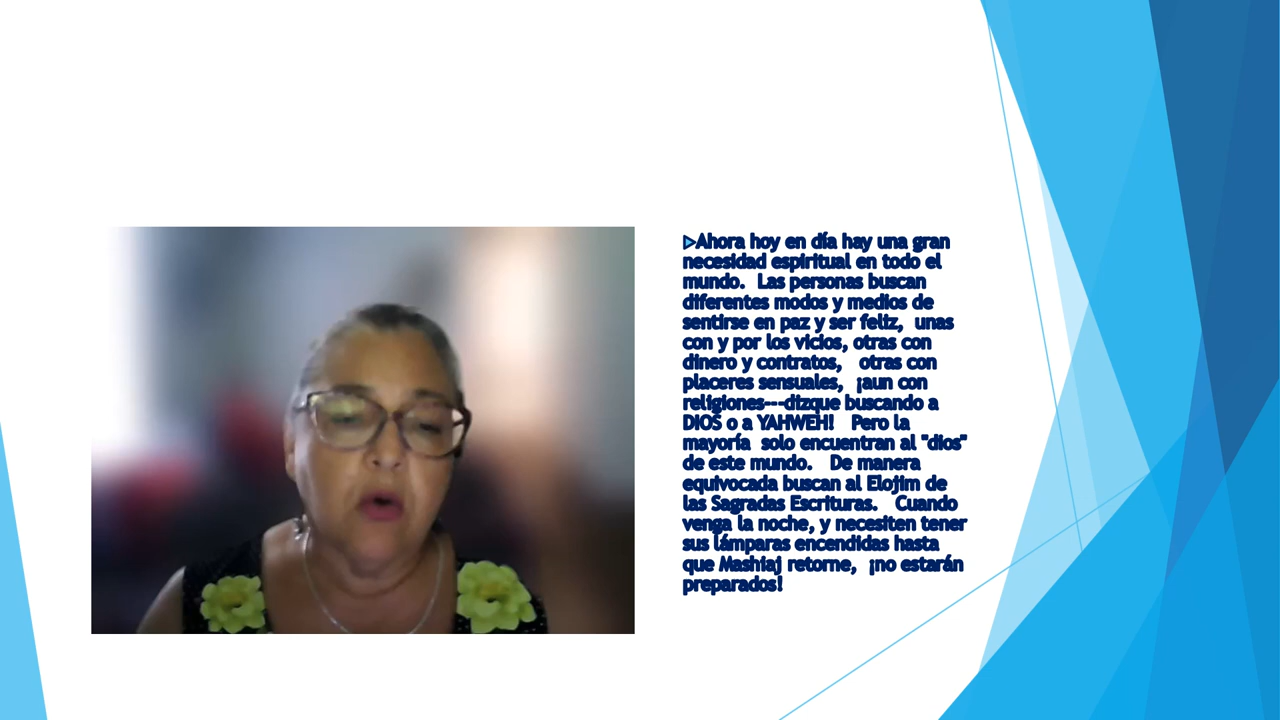 Ahora hoy en día hay una gran
necesidad espiritual en todo el
mundo.  Las personas buscan
diferentes modos y medios de
sentirse en paz y ser feliz,  unas
con y por los vicios, otras con
dinero y contratos,   otras con
placeres sensuales,  ¡aun con
religiones---dizque buscando a
DIOS o a YAHWEH!   Pero la
mayoría  solo encuentran al "dios"
de este mundo.   De manera
equivocada buscan al Elojim de
las Sagradas Escrituras.   Cuando
venga la noche, y necesiten tener
sus lámparas encendidas hasta
que Mashiaj retorne,  ¡no estarán
preparados!